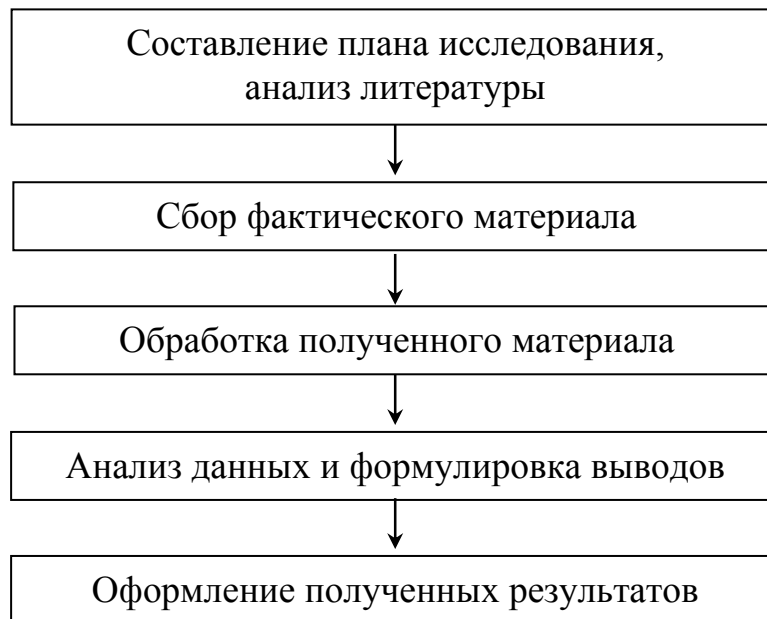 Составление плана исследования,
анализ литературы
Сбор фактического материала
Обработка полученного материала
Анализ данных и формулировка выводов
Оформление полученных результатов